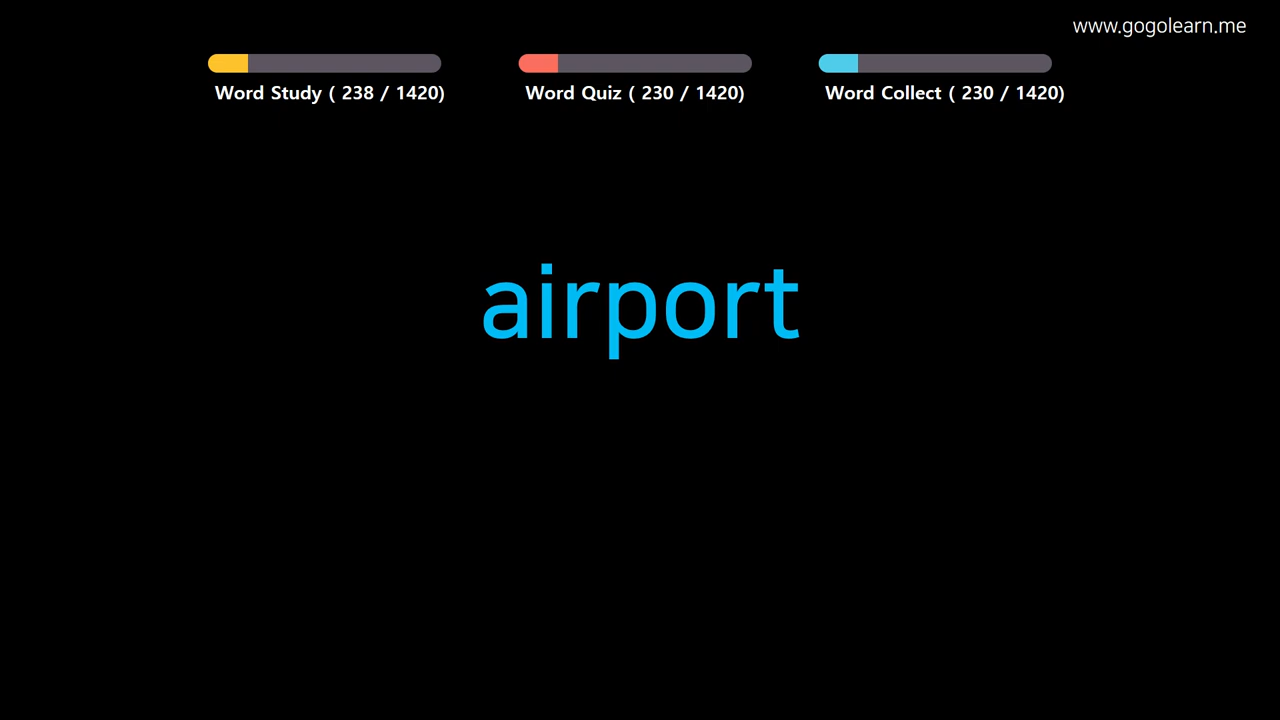 www.gogolearn.me
Word Study ( 238 / 1420)
Word Quiz ( 230 / 1420)
Word Collect ( 230 / 1420)
airport